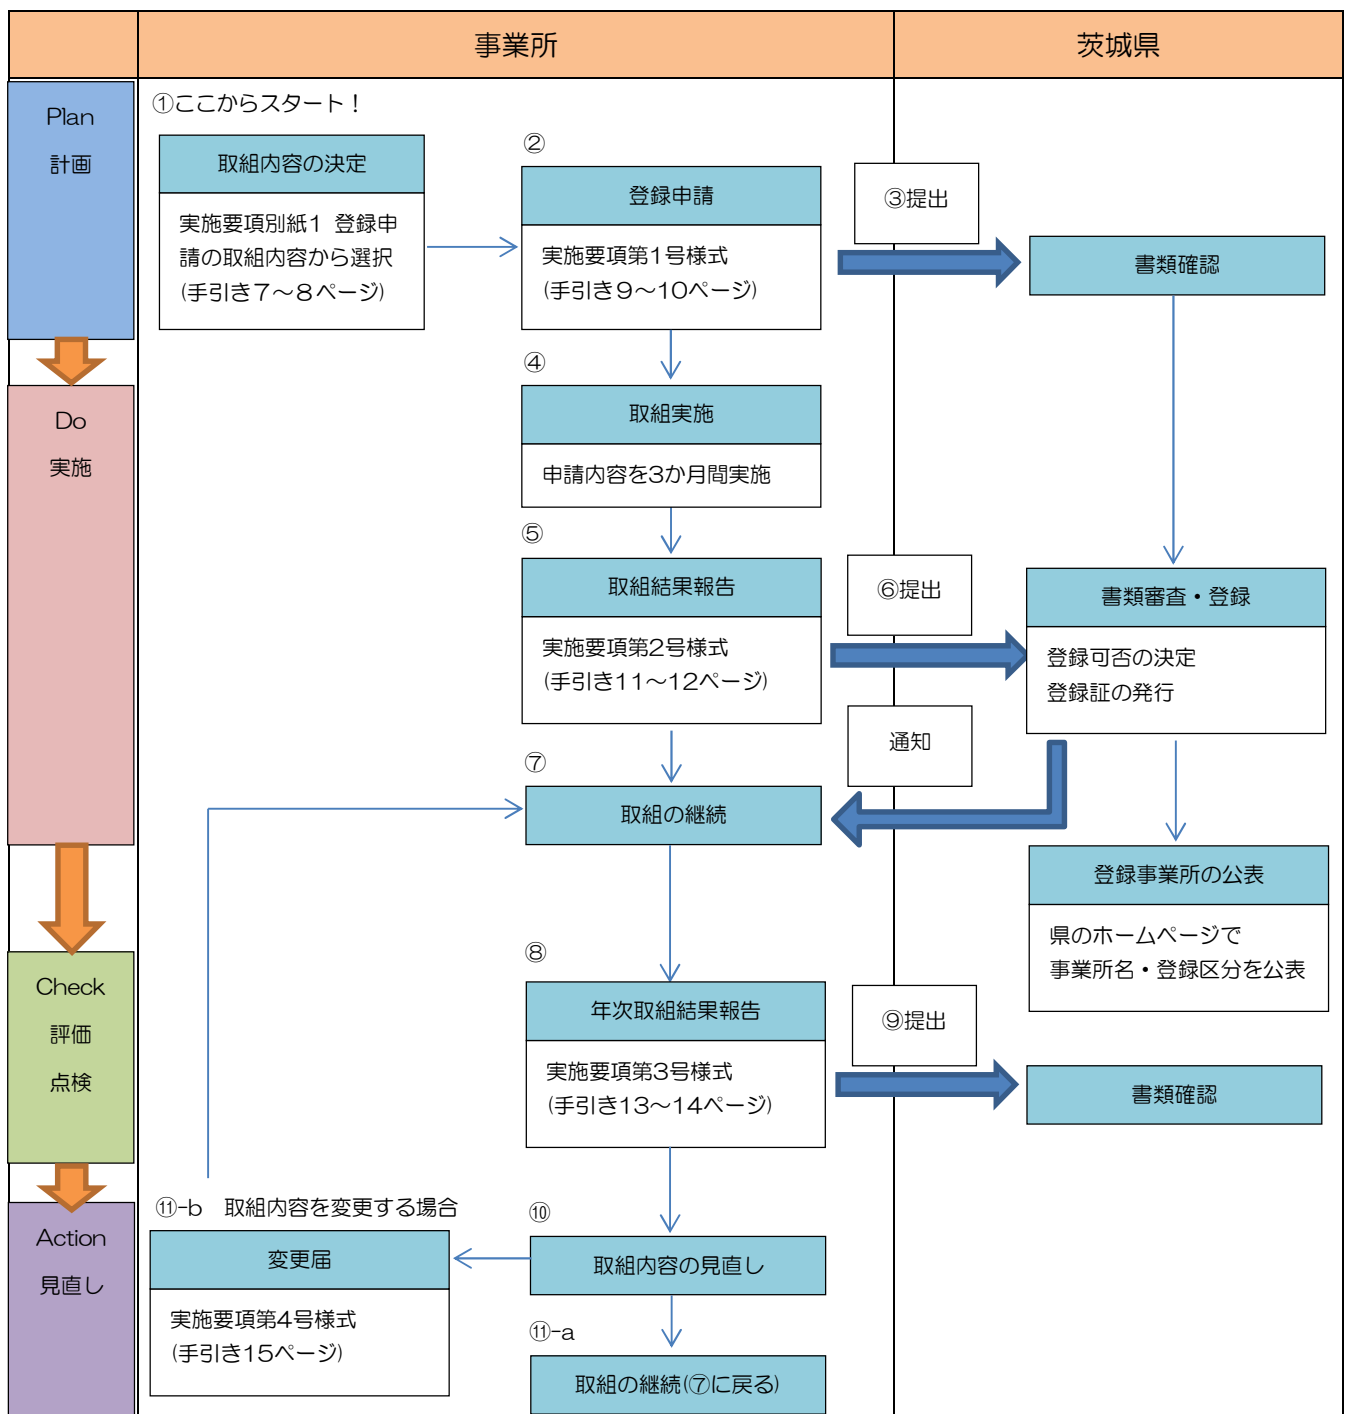 事業所
茨城県
Plan
計画
①ここからスタート！
取組内容の決定
実施要項別紙1 登録申
請の取組内容から選択
(手引き7～8ページ)
②
登録申請
実施要項第1号様式
(手引き9～10ページ)
③提出
書類確認
Do
実施
④
取組実施
申請内容を3か月間実施
⑤
取組結果報告
実施要項第2号様式
(手引き11～12ページ)
⑥提出
書類審査・登録
登録可否の決定
登録証の発行
通知
⑦
取組の継続
登録事業所の公表
県のホームページで
事業所名・登録区分を公表
Check
評価
点検
⑧
年次取組結果報告
実施要項第3号様式
(手引き13～14ページ)
⑨提出
書類確認
Action
見直し
⑩
取組内容の見直し
⑪-b　取組内容を変更する場合
変更届
実施要項第4号様式
(手引き15ページ)
⑪-a
取組の継続(⑦に戻る)